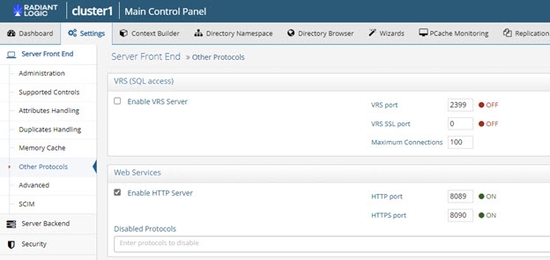 RADIANT LOGIC cluster1 Main Control Panel
Dashboard Settings Context Builder Directory Namespace Directory Browser Wizards PCache Monitoring Replication
Server Front End
Administration
Supported Controls
Attributes Handling
Duplicates Handling
Memory Cache
Other Protocols
Advanced
SCIM
Server Backend
Security
Server Front End » Other Protocols
VRS (SQL access)
Enable VRS Server
VRS port 2399 OFF
VRS SSL port 0 OFF
Maximum Connections 100
Web Services
Enable HTTP Server
HTTP port 8089 ON
HTTPS port 8090 ON
Disabled Protocols
Enter protocols to disable